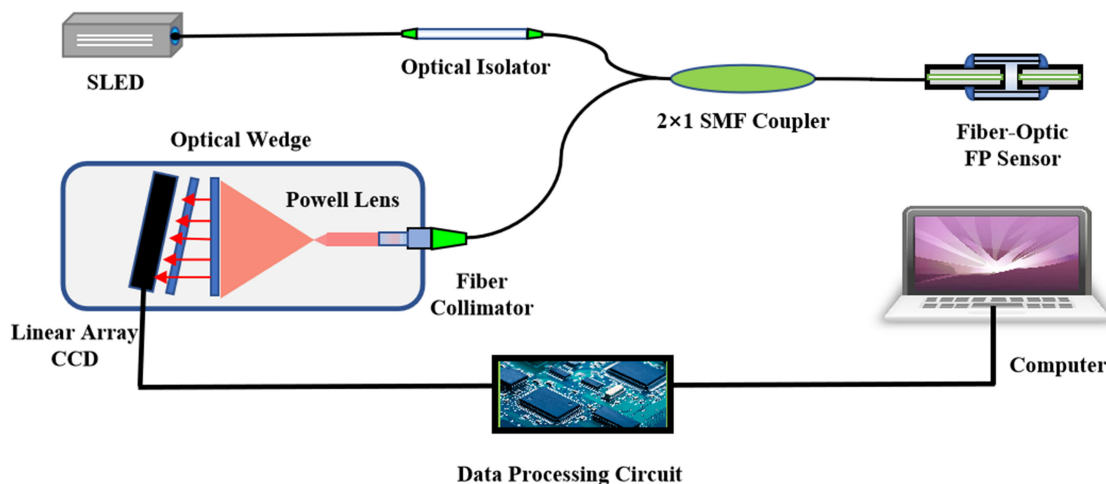 SLED
Optical Isolator
2×1 SMF Coupler
Fiber-Optic
FP Sensor
Optical Wedge
Powell Lens
Fiber
Collimator
Linear Array
CCD
Computer
Data Processing Circuit